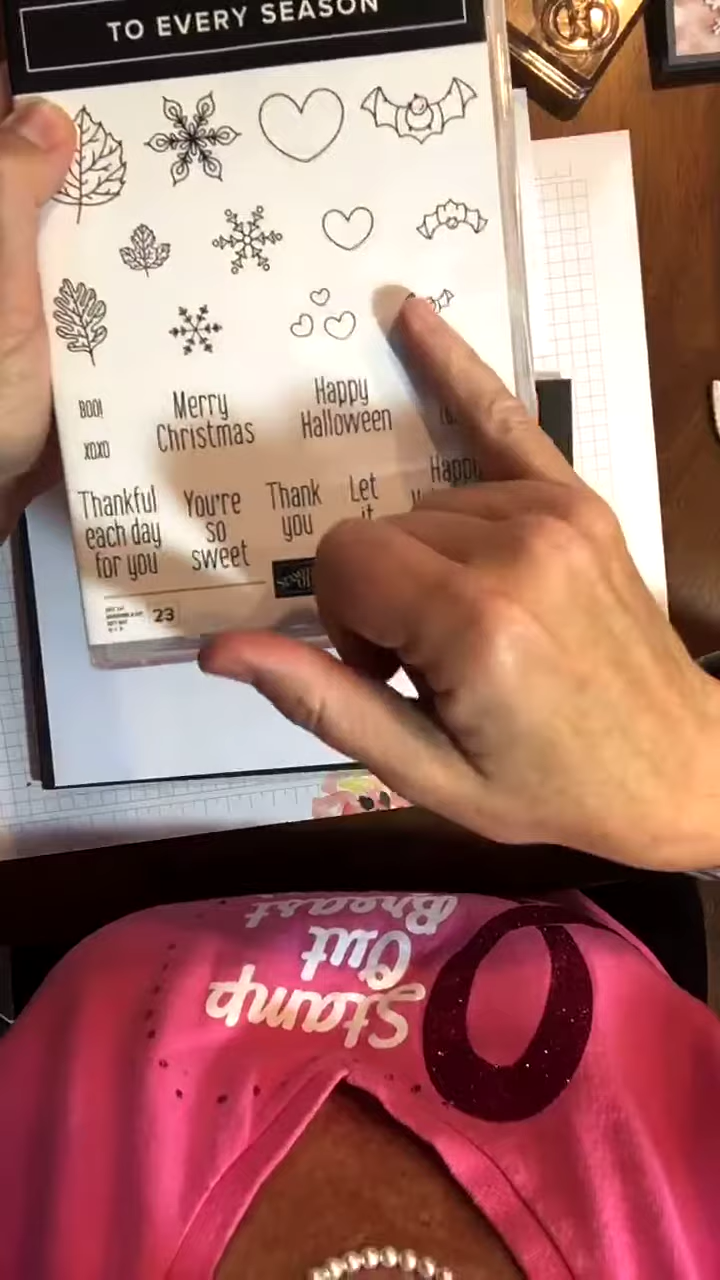 TO EVERY SEASON
BOO!
XOXO
Merry
Christmas
Happy
Halloween
Happy
Thankful
each day
for you
You're
so
sweet
Thank
you
Let
it
23
Stamp
Out
Breast